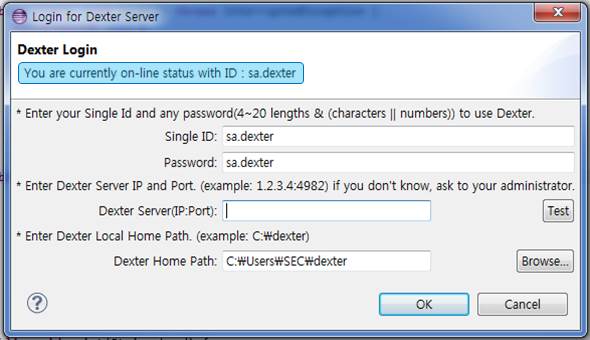 Login for Dexter Server
Dexter Login
You are currently on-line status with ID : sa.dexter
* Enter your Single Id and any password(4~20 lengths & (characters || numbers)) to use Dexter.
Single ID: sa.dexter
Password: sa.dexter
* Enter Dexter Server IP and Port. (example: 1.2.3.4:4982) if you don't know, ask to your administrator.
Dexter Server(IP:Port): Test
* Enter Dexter Local Home Path. (example: C:₩dexter)
Dexter Home Path: C:₩Users₩SEC₩dexter Browse...
? OK Cancel